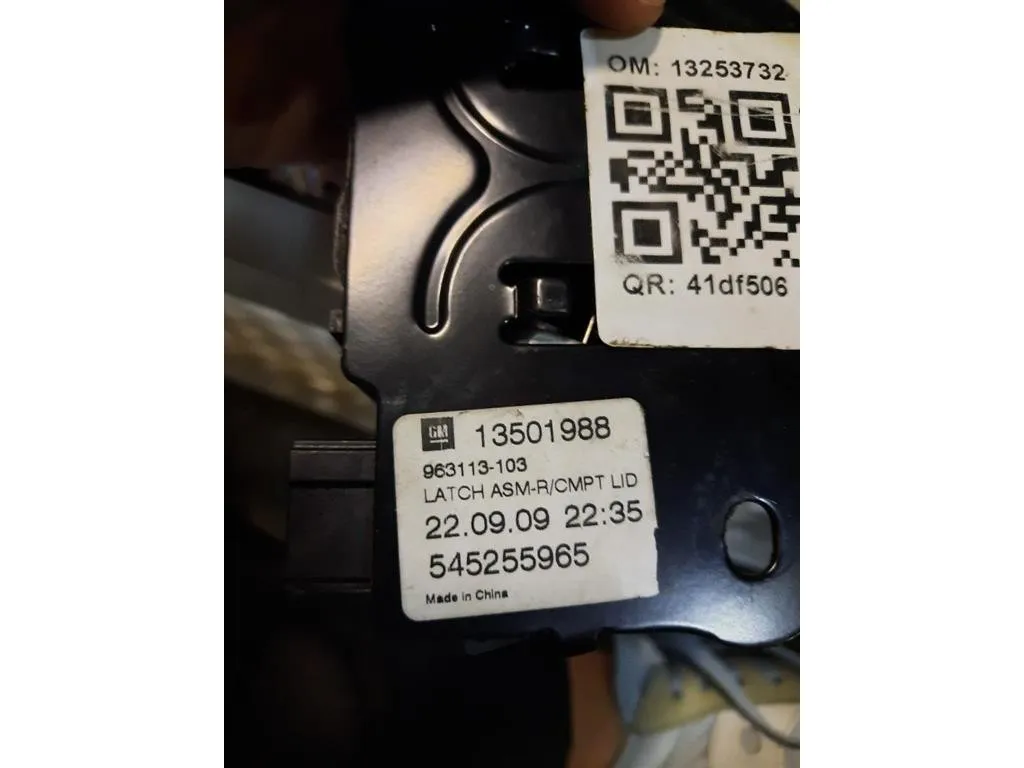 OM: 13253732
QR: 41df506
GM 13501988
963113-103
LATCH ASM-R/CMPT LID
22.09.09 22:35
545255965
Made in China